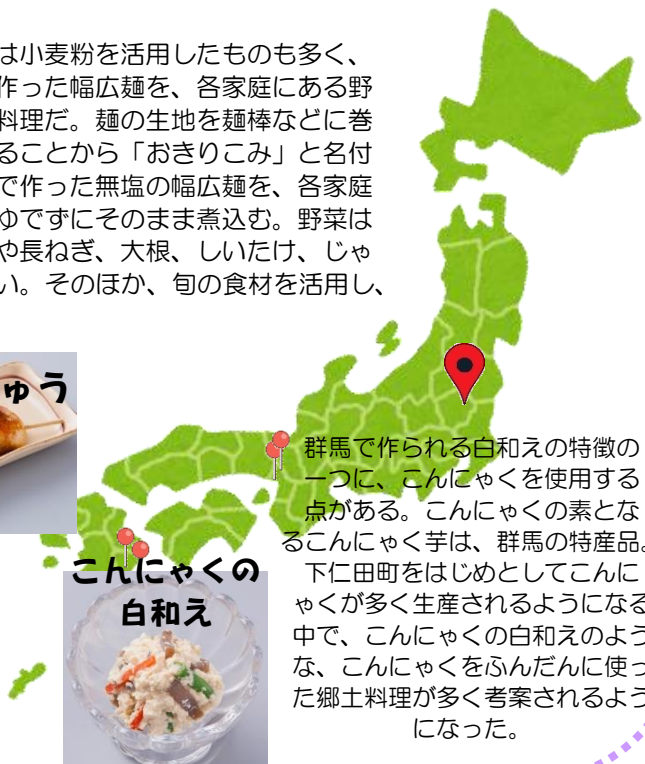 は小麦粉を活用したものも多く、
作った幅広麺を、各家庭にある野
料理だ。麺の生地を麺棒などに巻
ることから「おきりこみ」と名付
で作った無塩の幅広麺を、各家庭
ゆでずにそのまま煮込む。野菜は
や長ねぎ、大根、しいたけ、じゃ
い。そのほか、旬の食材を活用し、
ゅう
群馬で作られる白和えの特徴の
一つに、こんにゃくを使用する
点がある。こんにゃくの素とな
るこんにゃく芋は、群馬の特産品。
下仁田町をはじめとしてこんに
ゃくが多く生産されるようになる
中で、こんにゃくの白和えのよう
な、こんにゃくをふんだんに使っ
た郷土料理が多く考案されるよう
になった。
こんにゃくの
白和え